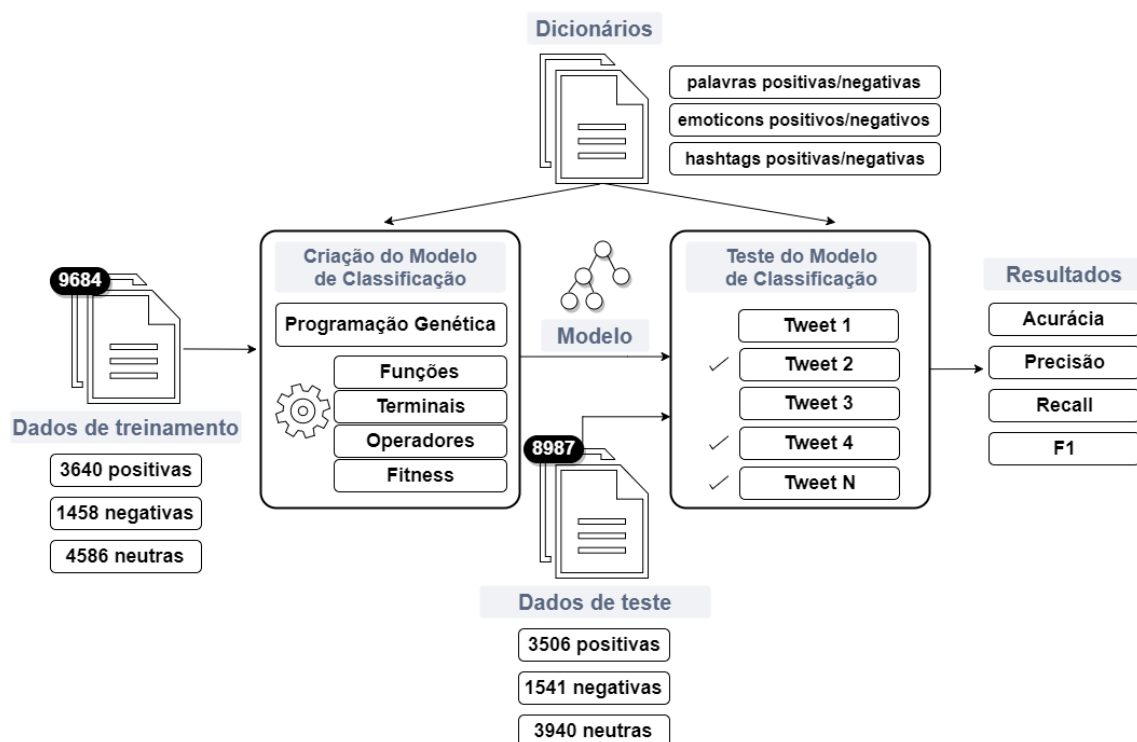 Dicionários
palavras positivas/negativas
emoticons positivos/negativos
hashtags positivas/negativas
9684
Dados de treinamento
3640 positivas
1458 negativas
4586 neutras
Criação do Modelo
de Classificação
Programação Genética
Funções
Terminais
Operadores
Fitness
Modelo
8987
Dados de teste
3506 positivas
1541 negativas
3940 neutras
Teste do Modelo
de Classificação
Tweet 1
Tweet 2
Tweet 3
Tweet 4
Tweet N
Resultados
Acurácia
Precisão
Recall
F1